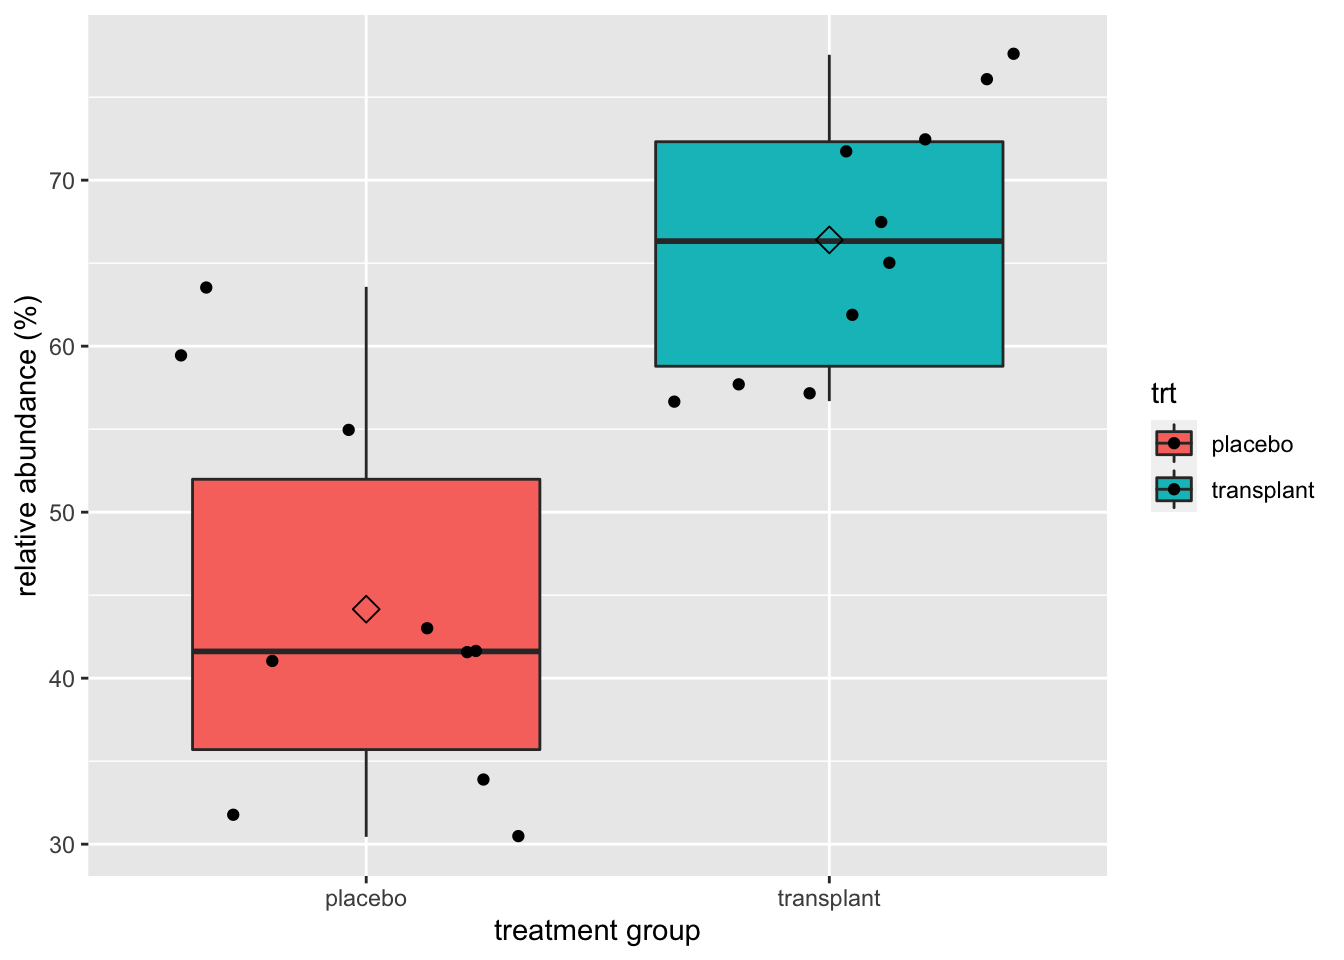 relative abundance (%)
70
60
50
40
30
placebo
transplant
treatment group
trt
placebo
transplant